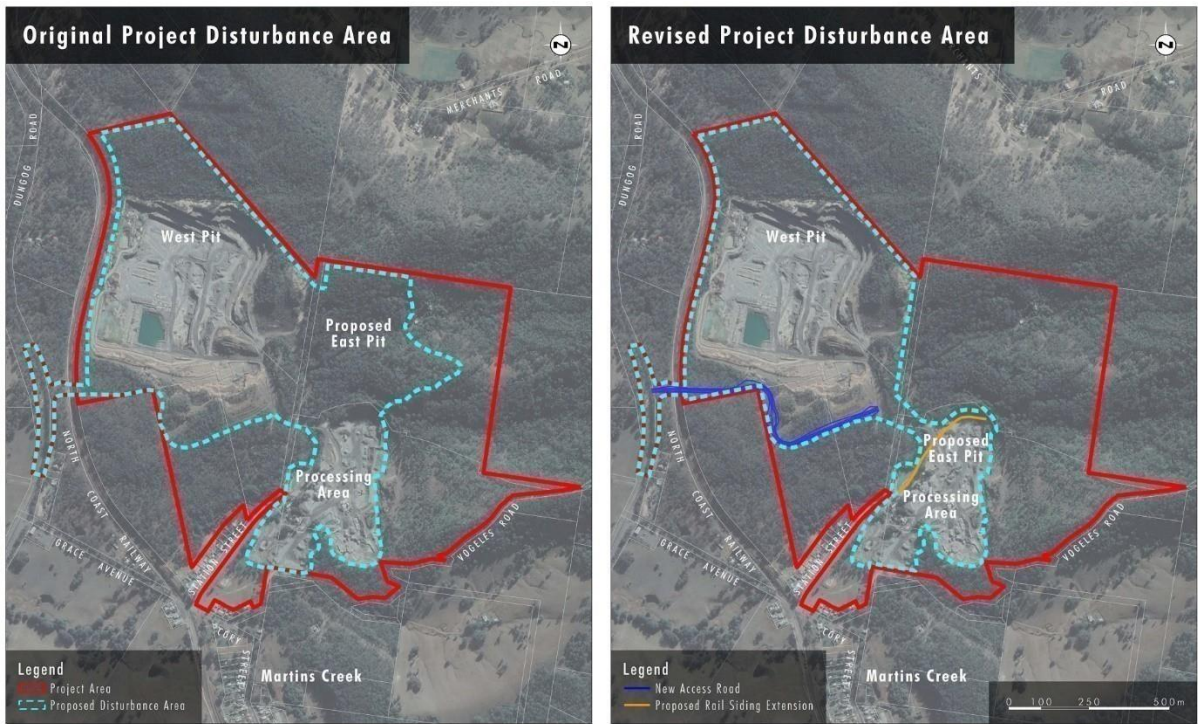 Original Project Disturbance Area
MERCHANTS
ROAD
DUNGOG
ROAD
West Pit
Proposed
East Pit
Processing
Area
NORTH
COAST
RAILWAY
GRACE
AVENUE
STATION STREET
VOGELES ROAD
CORY
STREET
Martins Creek
Legend
Project Area
Proposed Disturbance Area
Revised Project Disturbance Area
ROAD
DUNGOG
ROAD
West Pit
Proposed
East Pit
Processing
Area
NORTH
COAST
RAILWAY
GRACE
AVENUE
STATION STREET
VOGELES ROAD
CORY
STREET
Martins Creek
Legend
New Access Road
Proposed Rail Siding Extension
0 100 250 500m